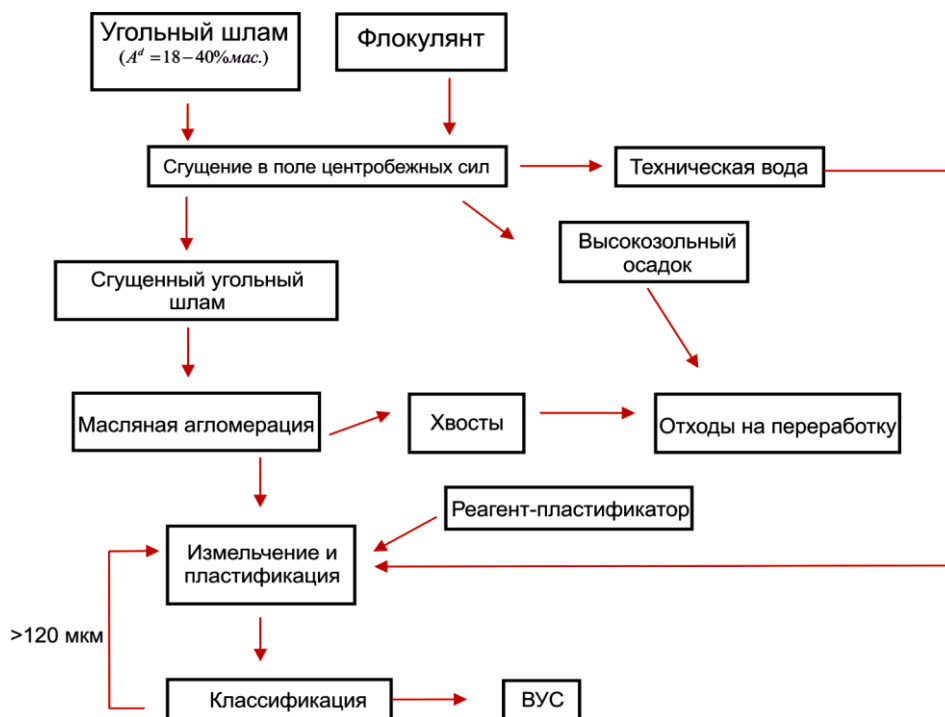 Угольный шлам
(A^d = 18 – 40% мас.)
Флокулянт
Сгущение в поле центробежных сил
Техническая вода
Высокозольный
осадок
Сгущенный угольный
шлам
Масляная агломерация
Хвосты
Отходы на переработку
Реагент-пластификатор
Измельчение и
пластификация
>120 мкм
Классификация
ВУС